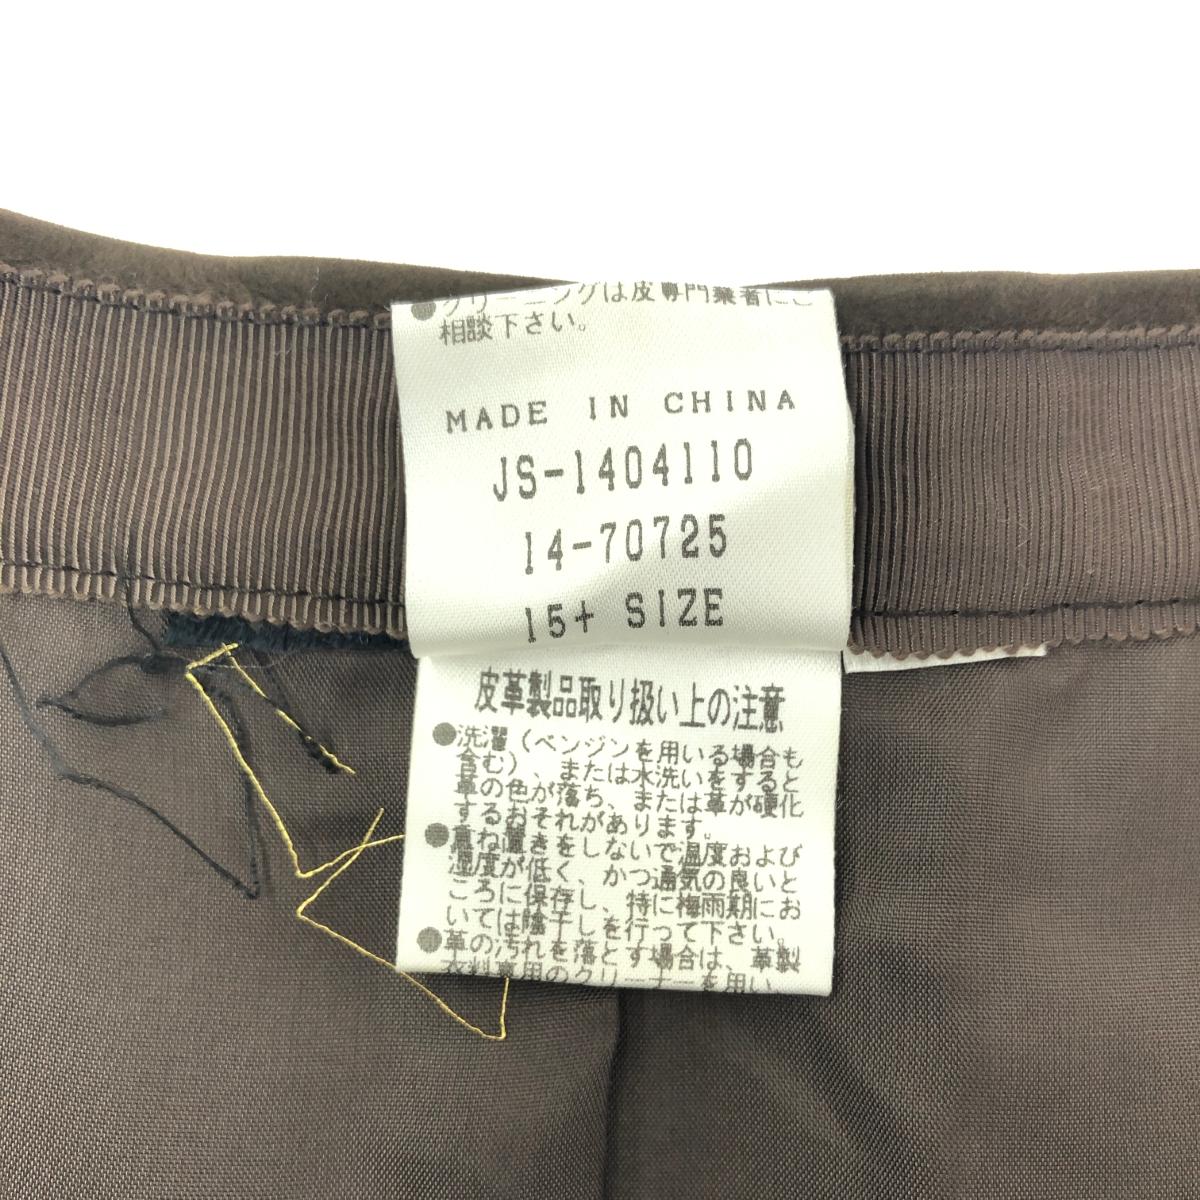 ●クリーニングは皮専門業者にご
相談下さい。
MADE IN CHINA
JS-1404110
14-70725
15+ SIZE
皮革製品取り扱い上の注意
●洗濯（ベンジンを用いる場合も
含む）、または水洗いをすると
革の色が落ち、または革が硬化
するおそれがあります。
●重ね置きをしないで温度および
湿度が低く、かつ通気の良いと
ころに保存し、特に梅雨期にお
いては陰干しを行って下さい。
●革の汚れを落とす場合は、革製
衣料専用のクリーナーを用い、